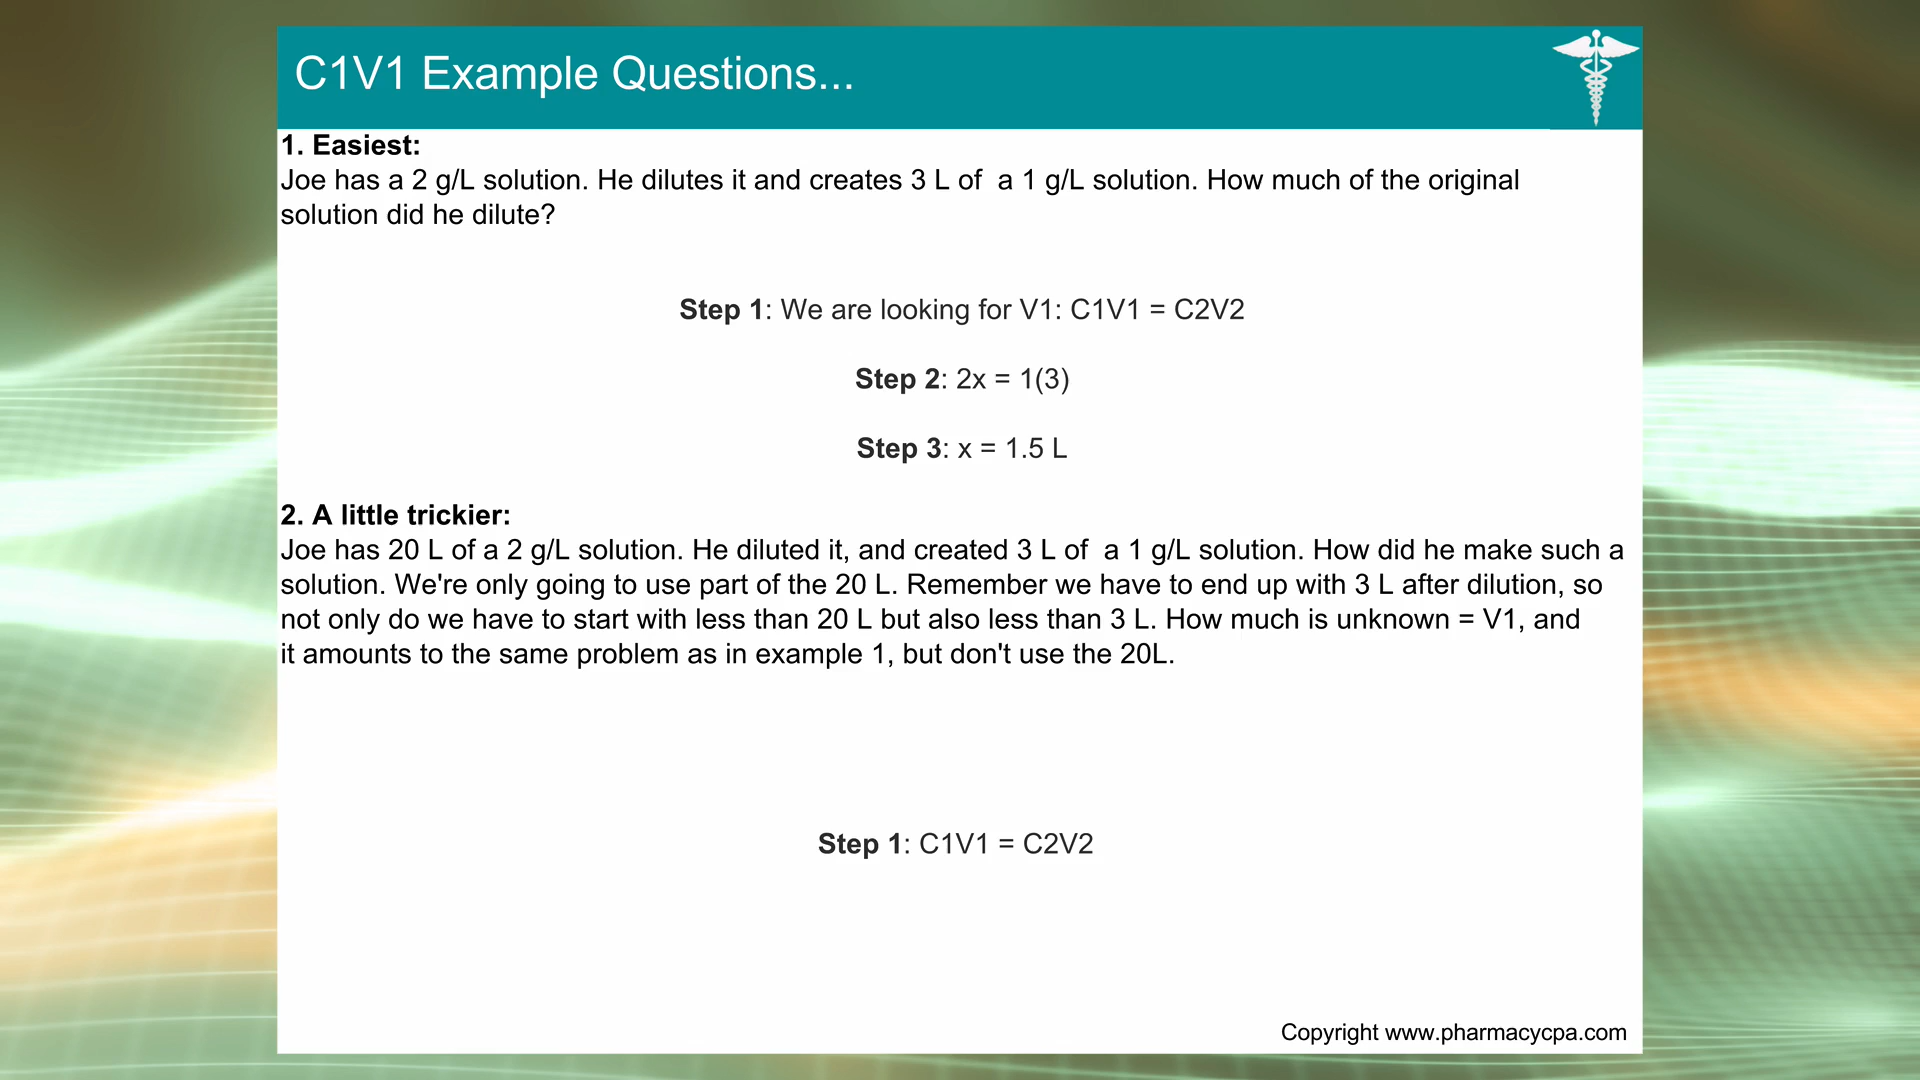 C1V1 Example Questions...
1. Easiest:
Joe has a 2 g/L solution. He dilutes it and creates 3 L of  a 1 g/L solution. How much of the original
solution did he dilute?
Step 1: We are looking for V1: C1V1 = C2V2
Step 2: 2x = 1(3)
Step 3: x = 1.5 L
2. A little trickier:
Joe has 20 L of a 2 g/L solution. He diluted it, and created 3 L of  a 1 g/L solution. How did he make such a
solution. We're only going to use part of the 20 L. Remember we have to end up with 3 L after dilution, so
not only do we have to start with less than 20 L but also less than 3 L. How much is unknown = V1, and
it amounts to the same problem as in example 1, but don't use the 20L.
Step 1: C1V1 = C2V2
Copyright www.pharmacycpa.com